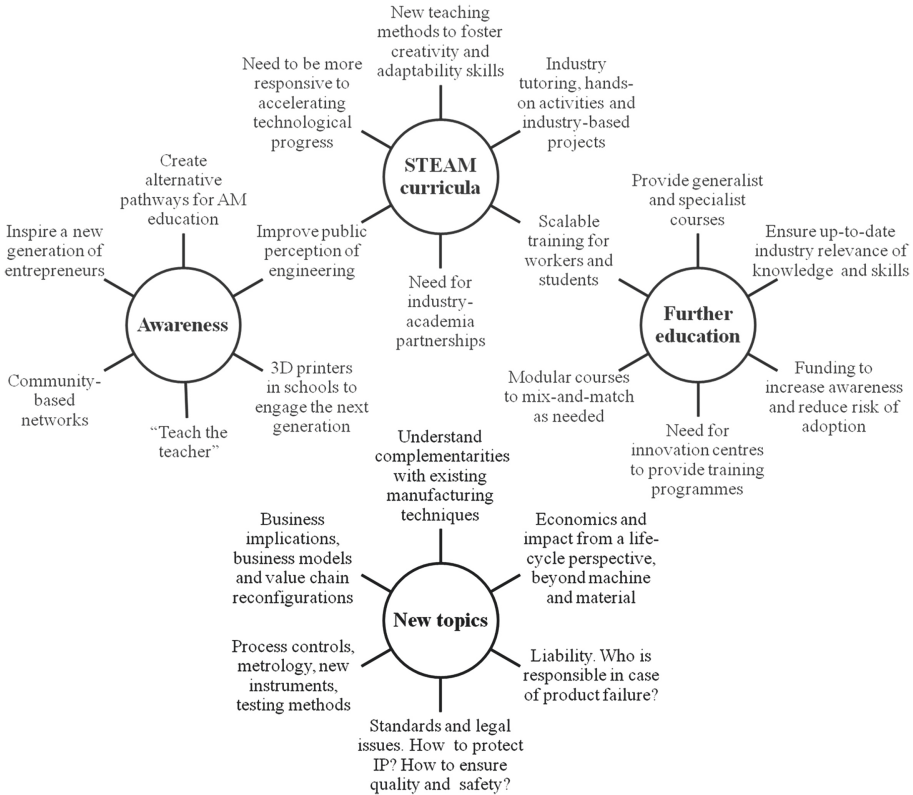 New teaching
methods to foster
creativity and
adaptability skills
Need to be more
responsive to
accelerating
technological
progress
Industry
tutoring, hands-
on activities and
industry-based
projects
STEAM
curricula
Improve public
perception of
engineering
Scalable
training for
workers and
students
Need for
industry-
academia
partnerships
Create
alternative
pathways for AM
education
Inspire a new
generation of
entrepreneurs
Awareness
Community-
based
networks
"Teach the
teacher"
3D printers
in schools to
engage the next
generation
Provide generalist
and specialist
courses
Ensure up-to-date
industry relevance of
knowledge and skills
Further
education
Modular courses
to mix-and-match
as needed
Need for
innovation centres
to provide training
programmes
Funding to
increase awareness
and reduce risk of
adoption
Understand
complementarities
with existing
manufacturing
techniques
Business
implications,
business models
and value chain
reconfigurations
Economics and
impact from a life-
cycle perspective,
beyond machine
and material
New topics
Process controls,
metrology, new
instruments,
testing methods
Liability. Who is
responsible in case
of product failure?
Standards and legal
issues. How to protect
IP? How to ensure
quality and safety?